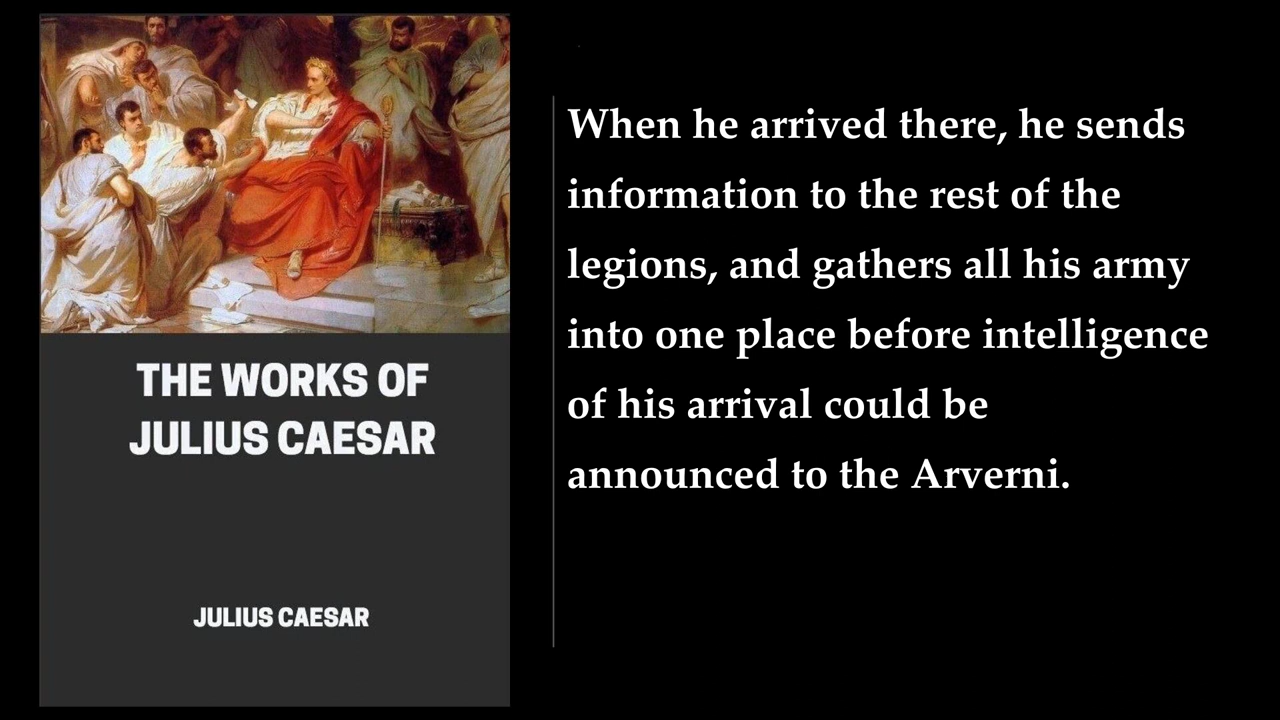 THE WORKS OF
JULIUS CAESAR
JULIUS CAESAR
When he arrived there, he sends
information to the rest of the
legions, and gathers all his army
into one place before intelligence
of his arrival could be
announced to the Arverni.